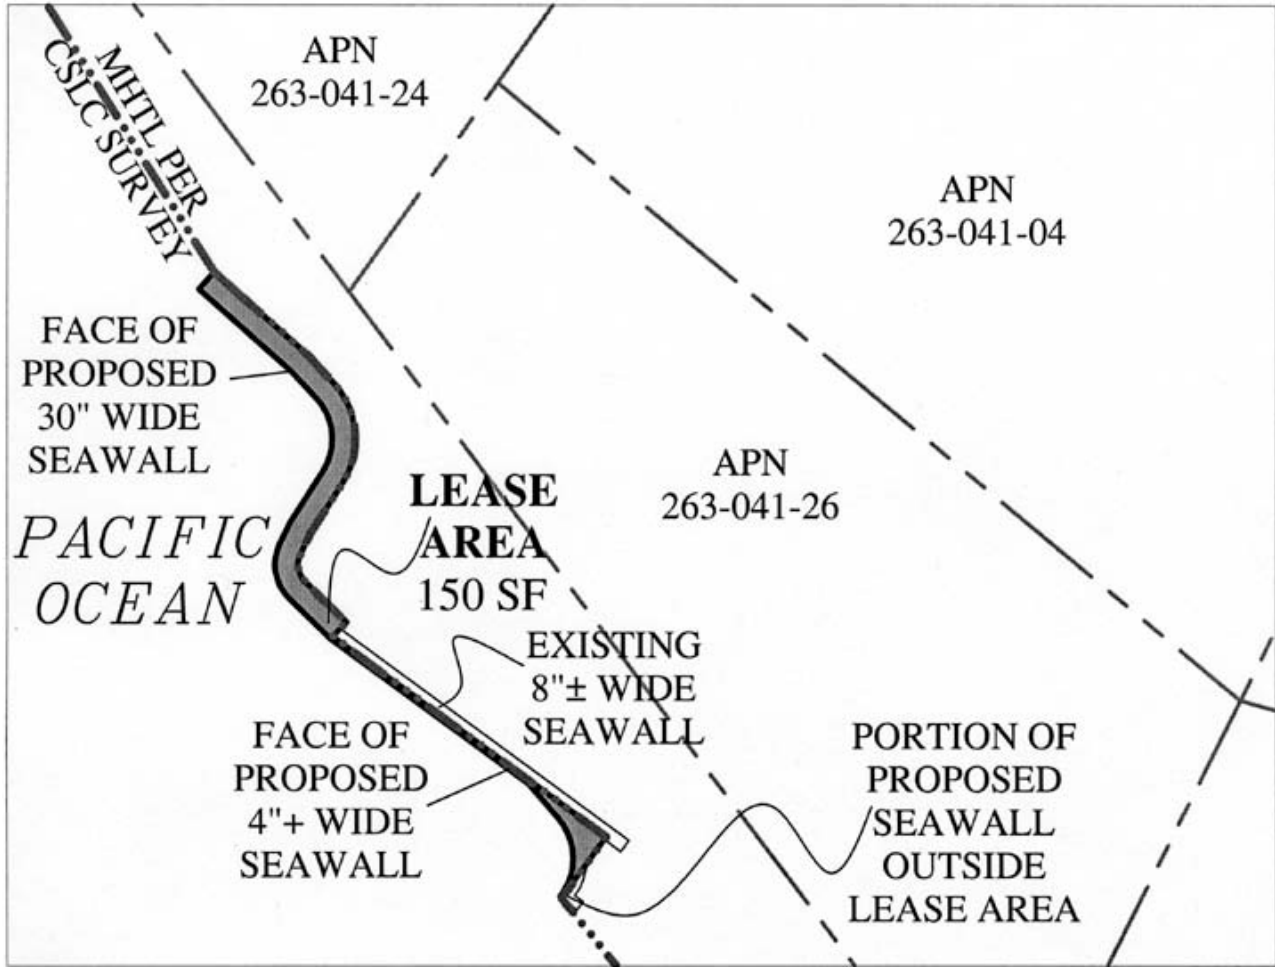 APN
263-041-24
MHTL PER
CSLC SURVEY
APN
263-041-04
FACE OF
PROPOSED
30" WIDE
SEAWALL
APN
263-041-26
LEASE
AREA
150 SF
PACIFIC
OCEAN
EXISTING
8"± WIDE
SEAWALL
FACE OF
PROPOSED
4"+ WIDE
SEAWALL
PORTION OF
PROPOSED
SEAWALL
OUTSIDE
LEASE AREA